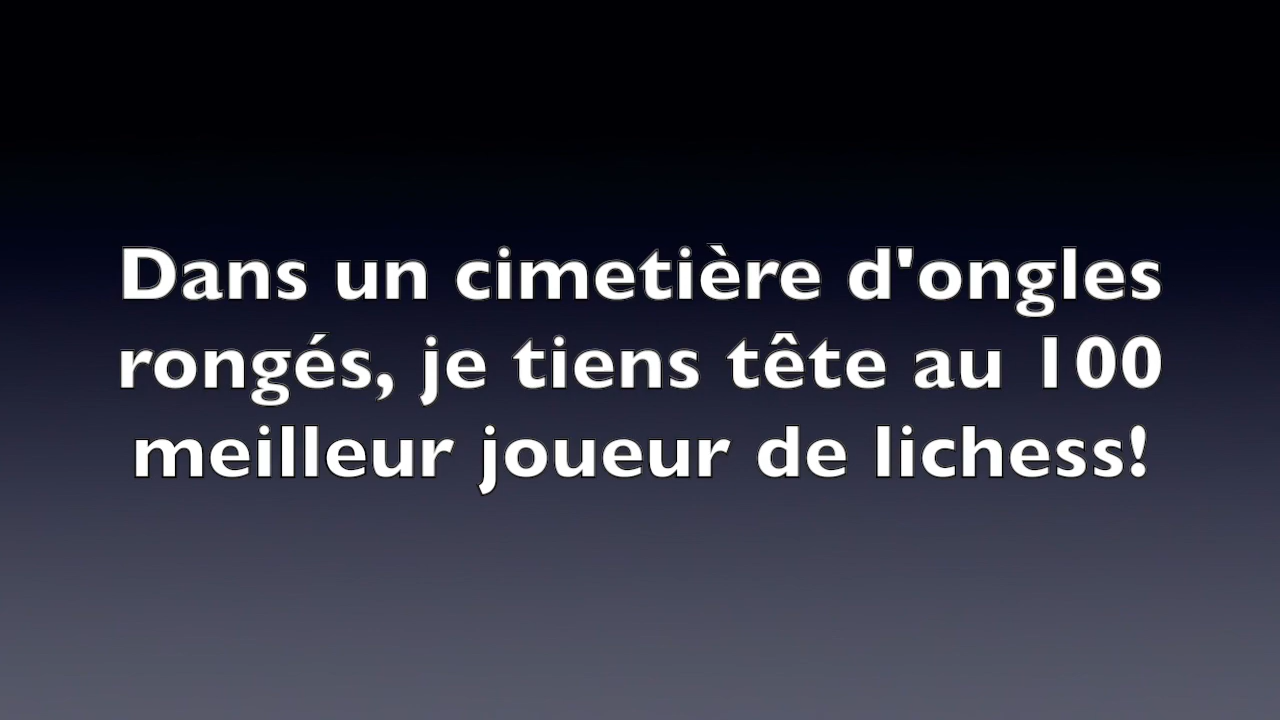 Dans un cimetière d'ongles
rongés, je tiens tête au 100
meilleur joueur de lichess!